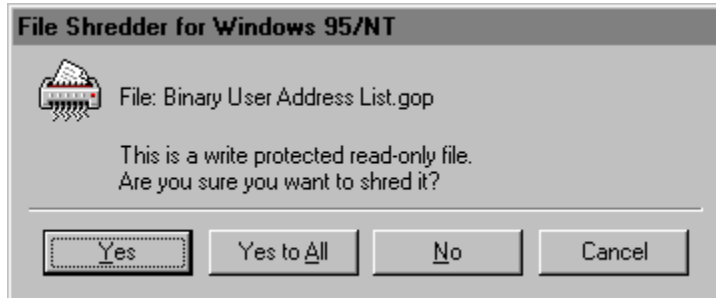 File Shredder for Windows 95/NT
File: Binary User Address List.gop
This is a write protected read-only file.
Are you sure you want to shred it?
Yes
Yes to All
No
Cancel